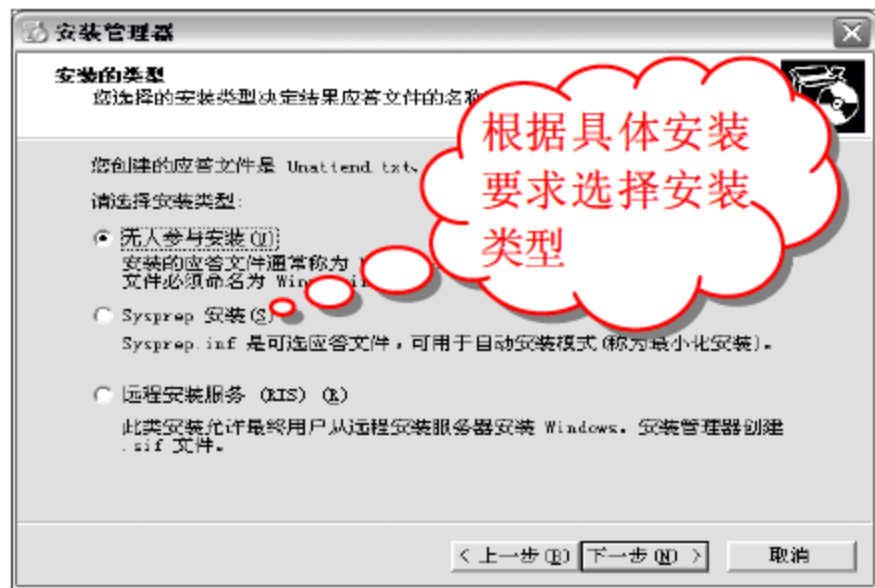 安装管理器
安装的类型
您选择的安装类型决定结果应答文件的名称
根据具体安装
要求选择安装
类型
您创建的应答文件是 Unattend.txt、
请选择安装类型:
无人参与安装(U)
安装的应答文件通常称为
文件必须命名为 Win
Sysprep 安装(S)
Sysprep.inf 是可选应答文件，可用于自动安装模式(称为最小化安装)。
远程安装服务 (RIS) (R)
此类安装允许最终用户从远程安装服务器安装 Windows。安装管理器创建
.sif 文件。
< 上一步(B)
下一步(N) >
取消